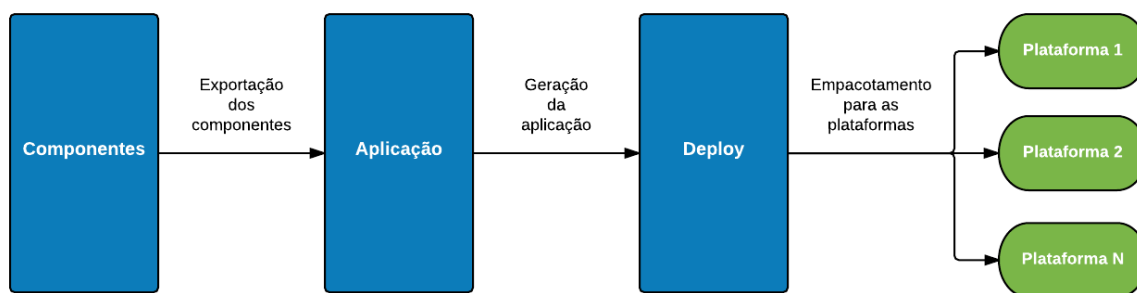 Componentes
Exportação
dos
componentes
Aplicação
Geração
da
aplicação
Deploy
Empacotamento
para as
plataformas
Plataforma 1
Plataforma 2
Plataforma N